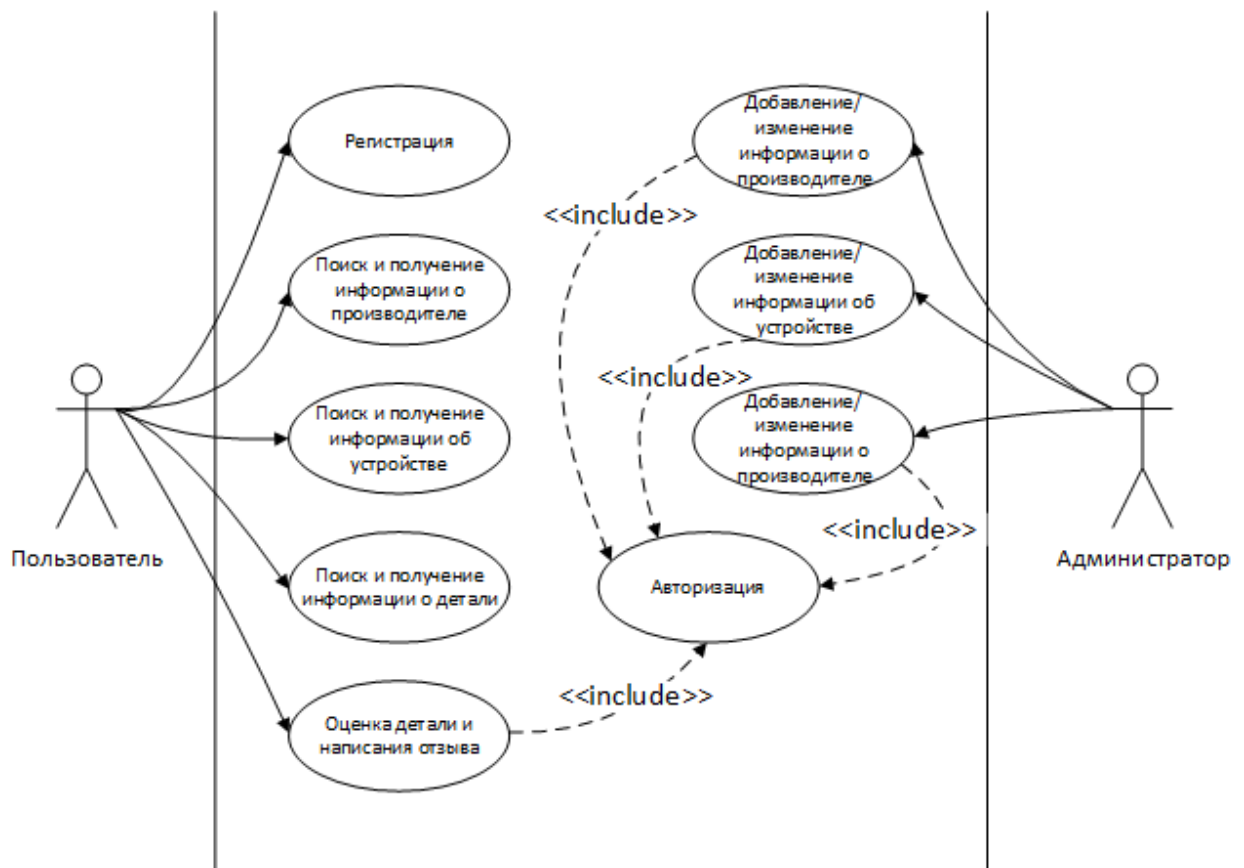 Регистрация
Добавление/
изменение
информации о
производителе
<<include>>
Поиск и получение
информации о
производителе
Добавление/
изменение
информации об
устройстве
<<include>>
Поиск и получение
информации об
устройстве
Добавление/
изменение
информации о
производителе
<<include>>
Пользователь
Администратор
Поиск и получение
информации о детали
Авторизация
<<include>>
Оценка детали и
написания отзыва